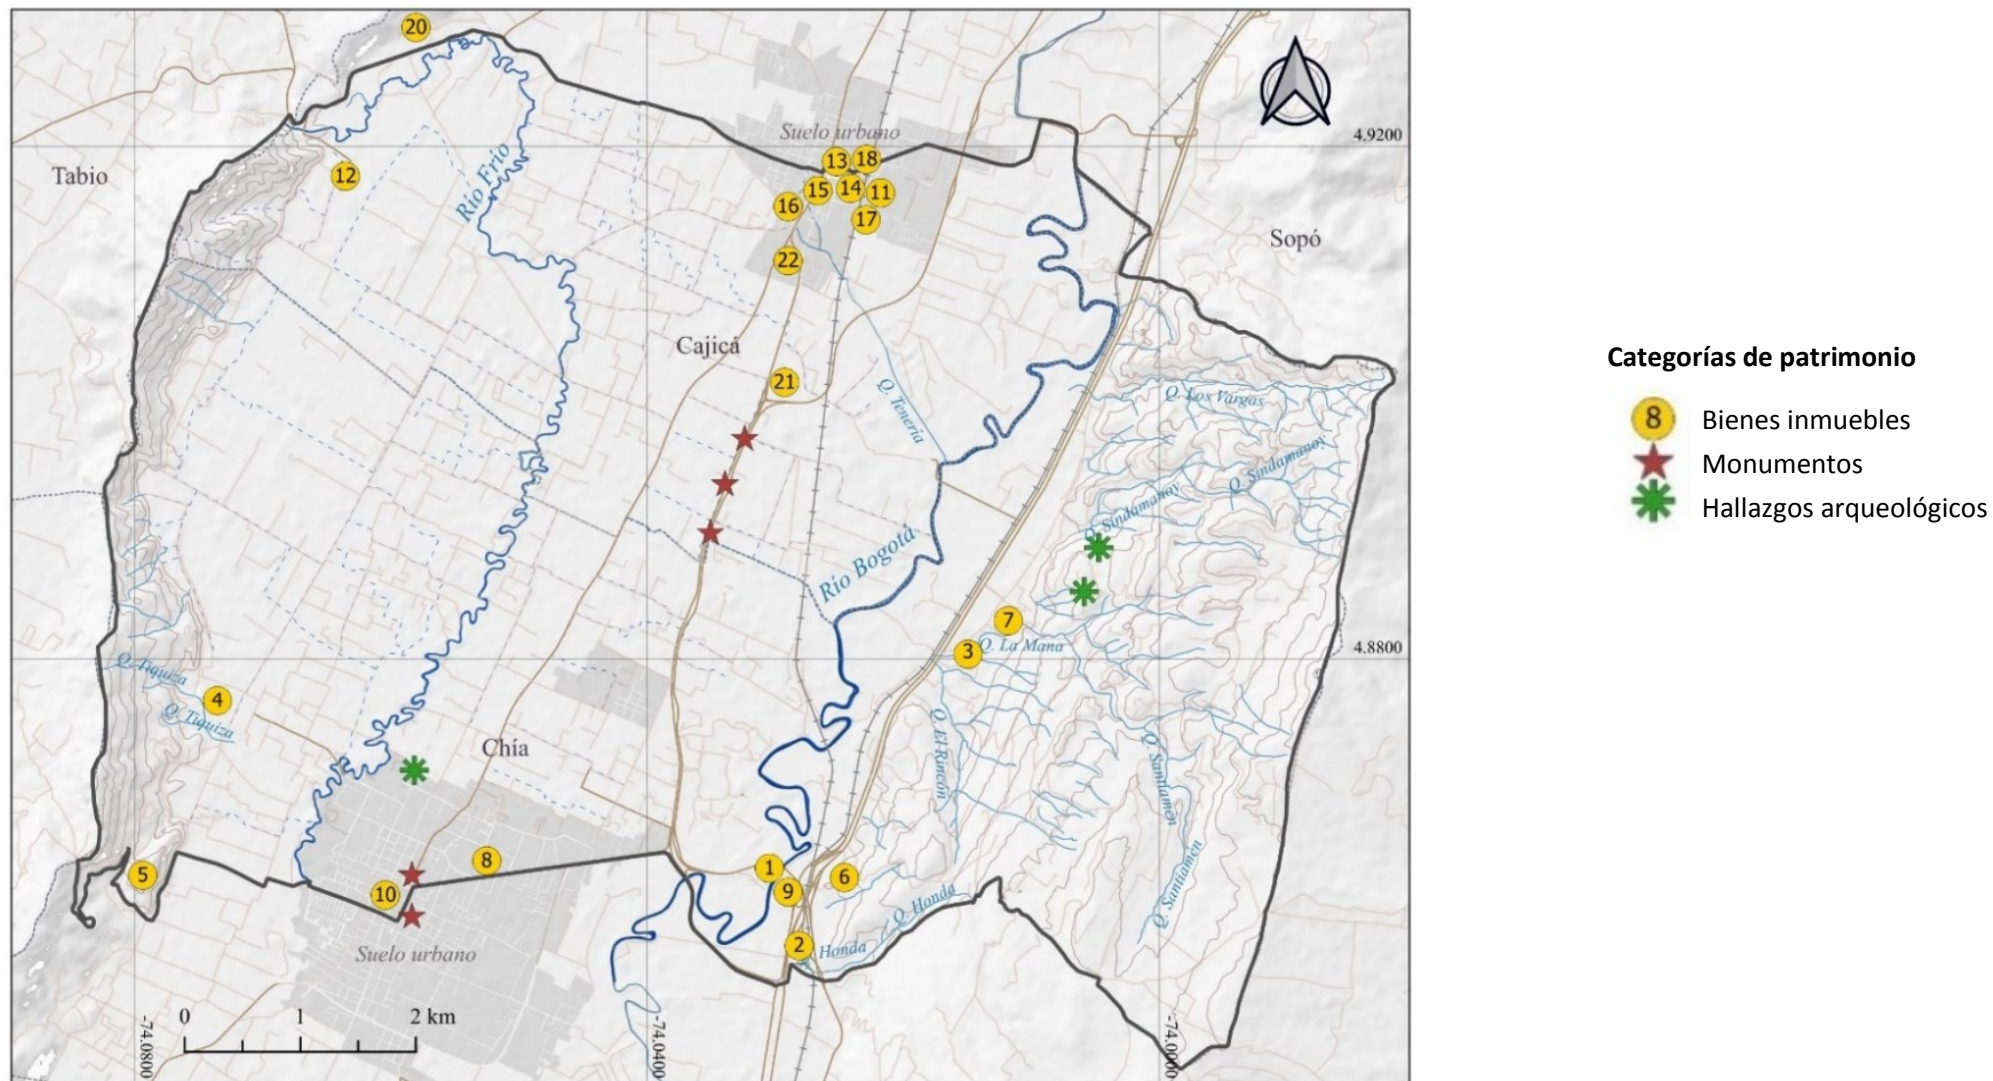 20
Suelo urbano
4.9200
13
18
Tabio
12
Río Frío
15
14
11
16
17
Sopó
22
Cajicá
21
Q. Tenería
Q. Los Vargas
Q. Sindamanoy
Q. Sindamanoy
Río Bogotá
7
3
Q. La Mana
4.8800
Q. Tiquiza
4
Q. Tiquiza
Q. El Rincón
Chía
Q. Santiamén
8
1
5
10
9
6
Q. Honda
Q. Santiamén
2
Honda
Suelo urbano
0
1
2 km
-74.0800
-74.0400
-74.0000
Categorías de patrimonio
8 Bienes inmuebles
Monumentos
Hallazgos arqueológicos